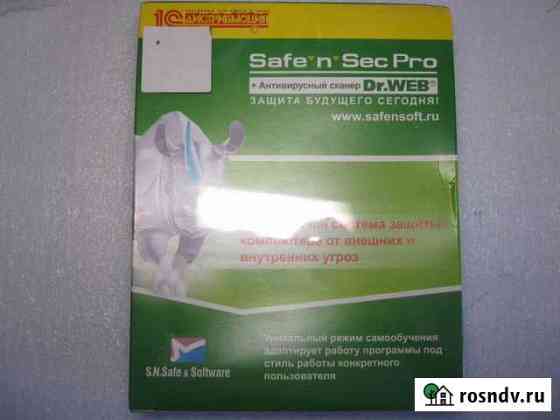 1С ДИСТРИБЬЮЦИЯ
Safe'n'Sec Pro
+ Антивирусный сканер Dr.WEB®
ЗАЩИТА БУДУЩЕГО СЕГОДНЯ!
www.safensoft.ru
система защиты
компьютера от внешних и
внутренних угроз
Уникальный режим самообучения
адаптирует работу программы под
стиль работы конкретного
пользователя
S.N.Safe & Software
rosndv.ru